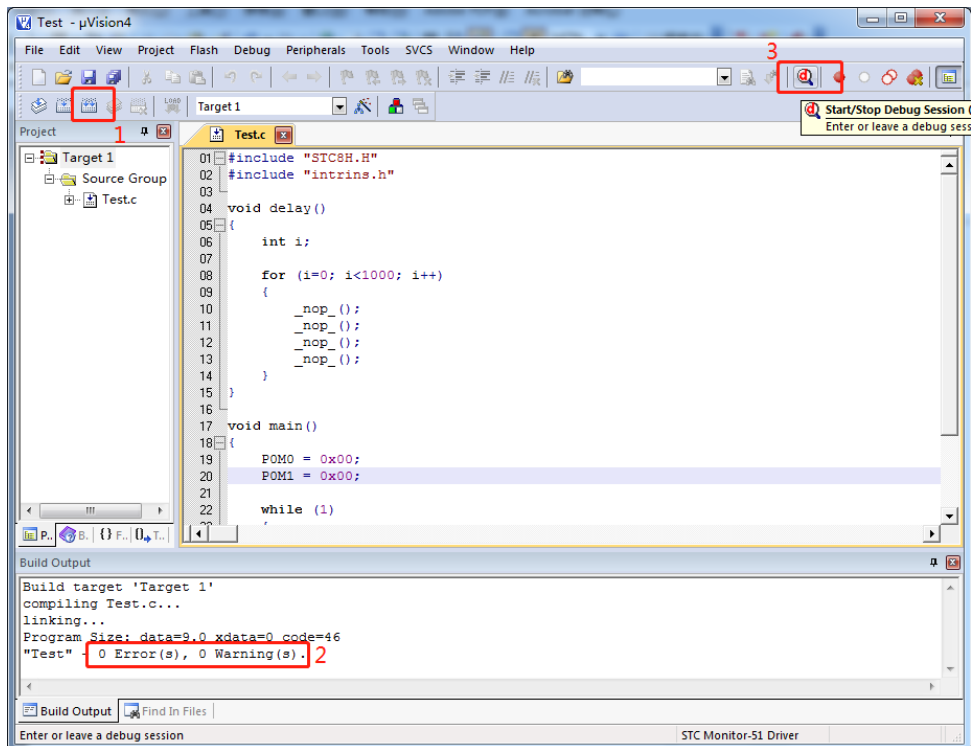 Test - µVision4
File Edit View Project Flash Debug Peripherals Tools SVCS Window Help
3
LOAD Target 1
1
Start/Stop Debug Session (
Enter or leave a debug sess
Project
Test.c
Target 1
Source Group
Test.c
01 #include "STC8H.H"
02 #include "intrins.h"
03
04 void delay()
05 {
06 int i;
07
08 for (i=0; i<1000; i++)
09 {
10 _nop_();
11 _nop_();
12 _nop_();
13 _nop_();
14 }
15 }
16
17 void main()
18 {
19 P0M0 = 0x00;
20 P0M1 = 0x00;
21
22 while (1)
P.. B. {} F.. 0 T..
Build Output
Build target 'Target 1'
compiling Test.c...
linking...
Program Size: data=9.0 xdata=0 code=46
"Test" - 0 Error(s), 0 Warning(s). 2
Build Output Find In Files
Enter or leave a debug session STC Monitor-51 Driver